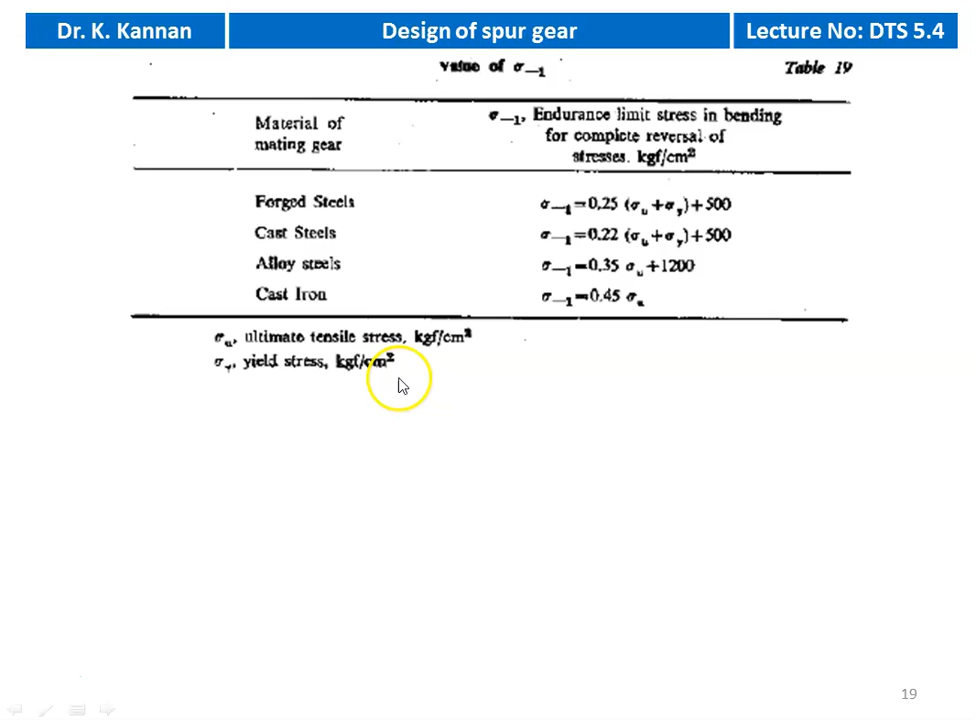 Dr. K. Kannan
Design of spur gear
Lecture No: DTS 5.4
Value of σ—1
Table 19
Material of mating gear
σ—1, Endurance limit stress in bending
for complete reversal of
stresses. kgf/cm²
Forged Steels σ—1=0.25 (σu+σy)+500
Cast Steels σ—1=0.22 (σu+σy)+500
Alloy steels σ—1=0.35 σu+1200
Cast Iron σ—1=0.45 σu
σu, ultimate tensile stress, kgf/cm²
σy, yield stress, kgf/cm²
19